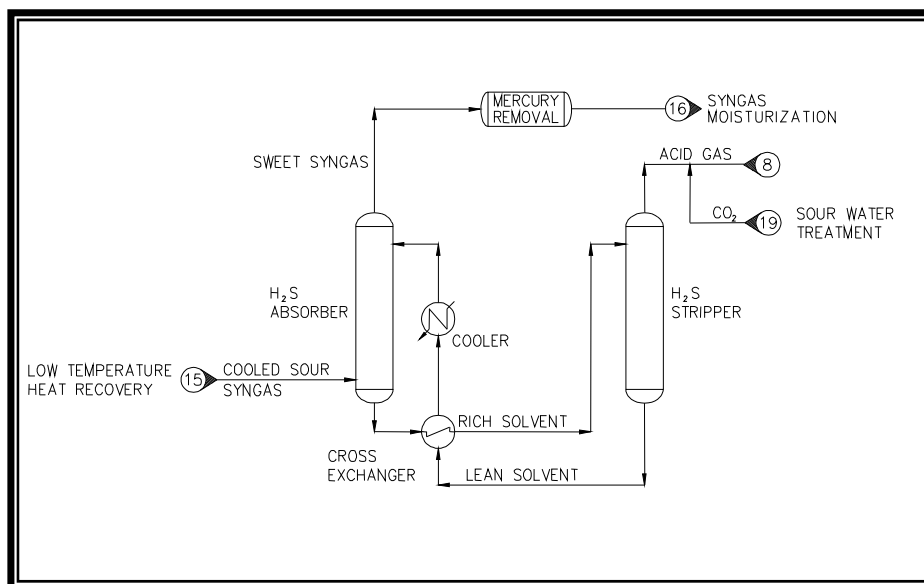 MERCURY
REMOVAL
16
SYNGAS
MOISTURIZATION
SWEET SYNGAS
ACID GAS
8
CO₂
19
SOUR WATER
TREATMENT
H₂S
ABSORBER
H₂S
STRIPPER
COOLER
LOW TEMPERATURE
HEAT RECOVERY
15
COOLED SOUR
SYNGAS
RICH SOLVENT
CROSS
EXCHANGER
LEAN SOLVENT